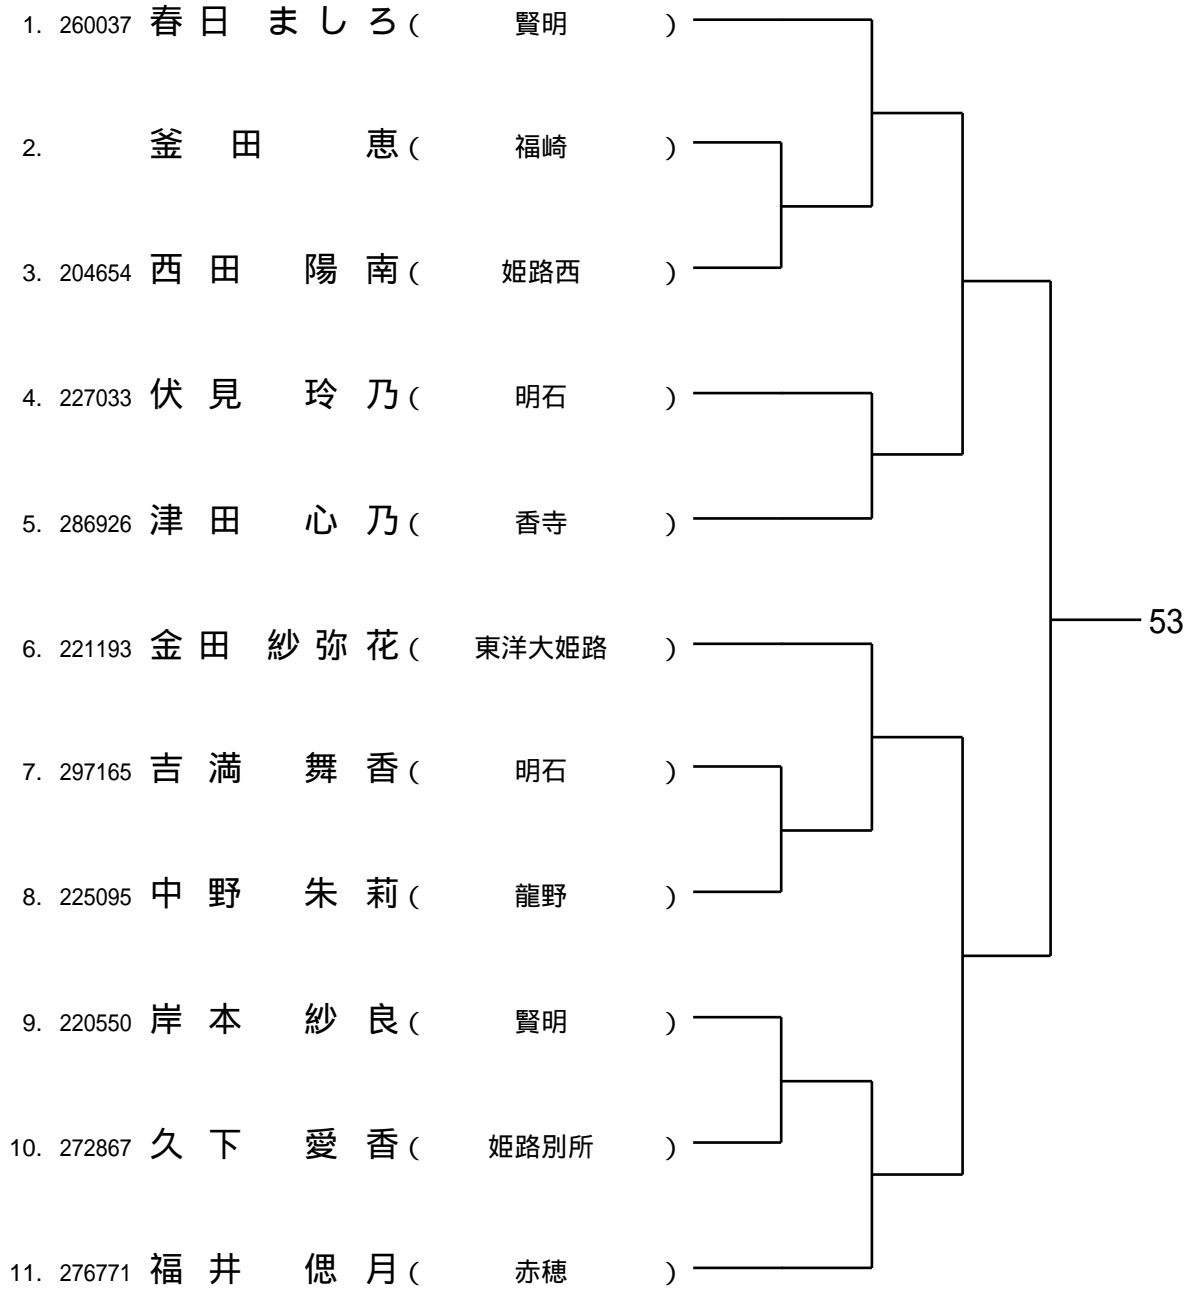 1. 260037 春日 ましろ ( 賢明 )
2. 釜田 恵 ( 福崎 )
3. 204654 西田 陽南 ( 姫路西 )
4. 227033 伏見 玲乃 ( 明石 )
5. 286926 津田 心乃 ( 香寺 )
53
6. 221193 金田 紗弥花 ( 東洋大姫路 )
7. 297165 吉満 舞香 ( 明石 )
8. 225095 中野 朱莉 ( 龍野 )
9. 220550 岸本 紗良 ( 賢明 )
10. 272867 久下 愛香 ( 姫路別所 )
11. 276771 福井 偲月 ( 赤穂 )